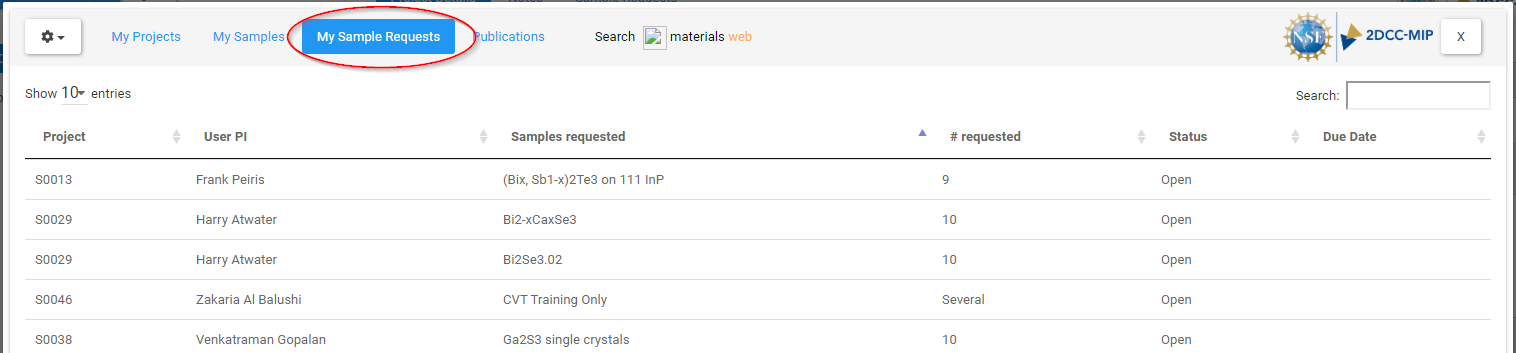 My Projects My Samples My Sample Requests Publications Search materials web NSF 2DCC-MIP X
Show 10 entries Search:
Project User PI Samples requested # requested Status Due Date
S0013 Frank Peiris (Bix, Sb1-x)2Te3 on 111 InP 9 Open
S0029 Harry Atwater Bi2-xCaxSe3 10 Open
S0029 Harry Atwater Bi2Se3.02 10 Open
S0046 Zakaria Al Balushi CVT Training Only Several Open
S0038 Venkatraman Gopalan Ga2S3 single crystals 10 Open